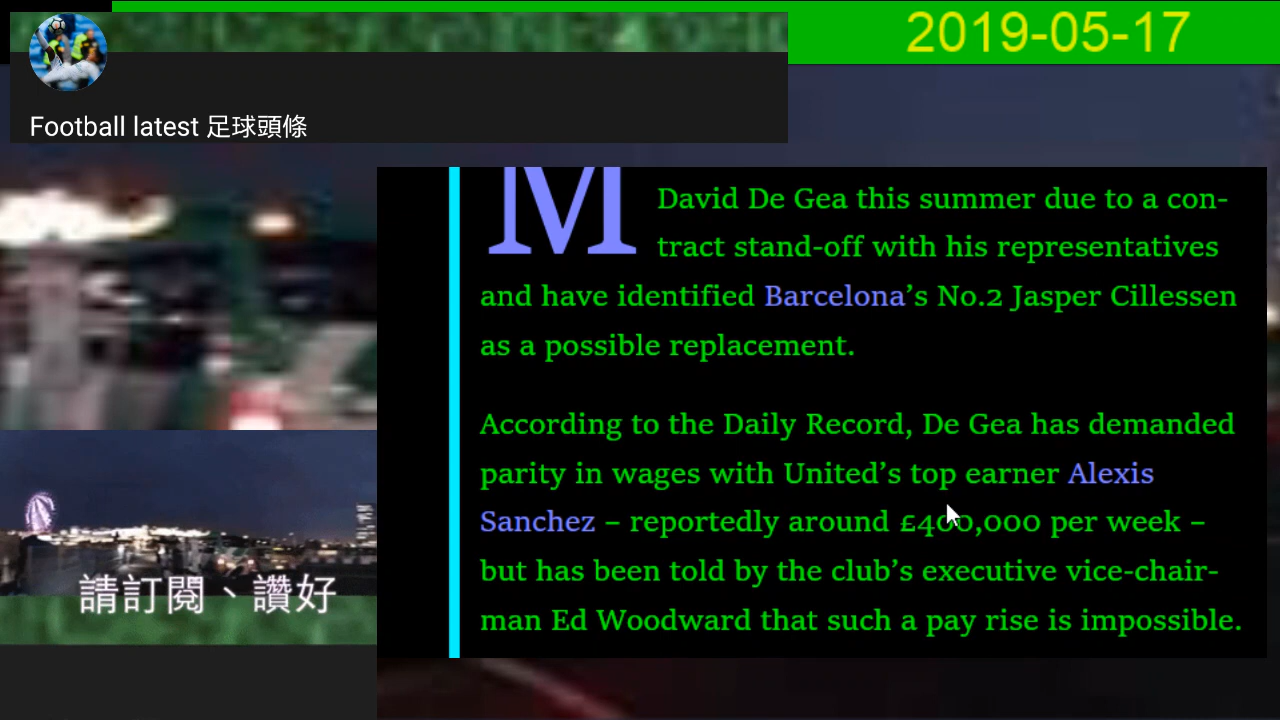 2019-05-17
Football latest 足球頭條
M David De Gea this summer due to a con-
tract stand-off with his representatives
and have identified Barcelona’s No.2 Jasper Cillessen
as a possible replacement.
According to the Daily Record, De Gea has demanded
parity in wages with United’s top earner Alexis
Sanchez – reportedly around £400,000 per week –
but has been told by the club’s executive vice-chair-
man Ed Woodward that such a pay rise is impossible.
請訂閱、讚好